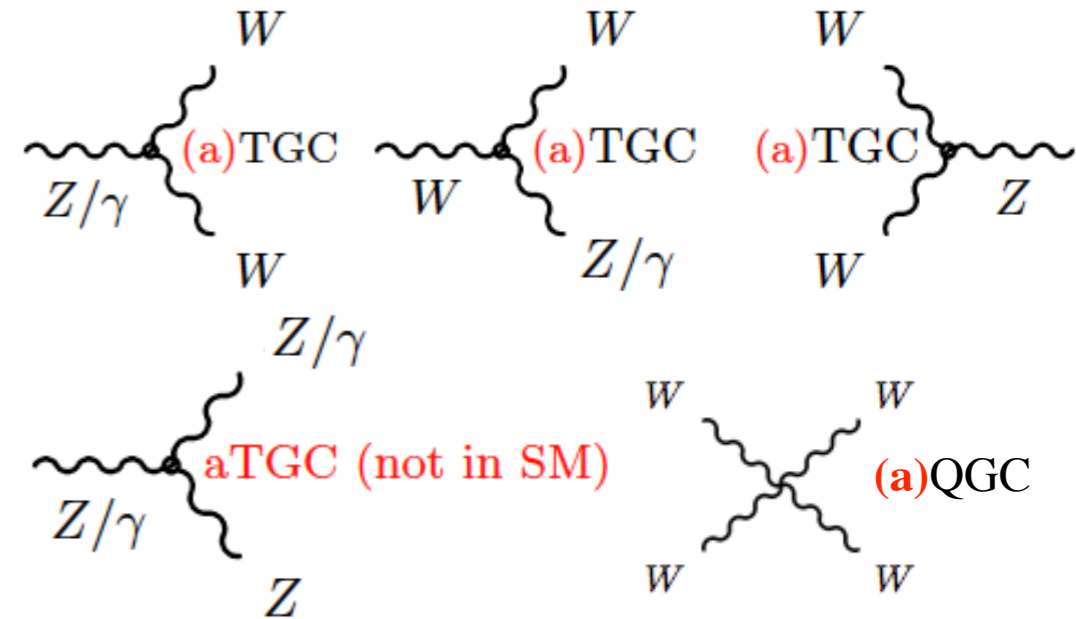 W W W
(a)TGC (a)TGC (a)TGC
Z/γ W Z
W Z/γ W
Z/γ
W W
aTGC (not in SM) (a)QGC
Z/γ
W W
Z